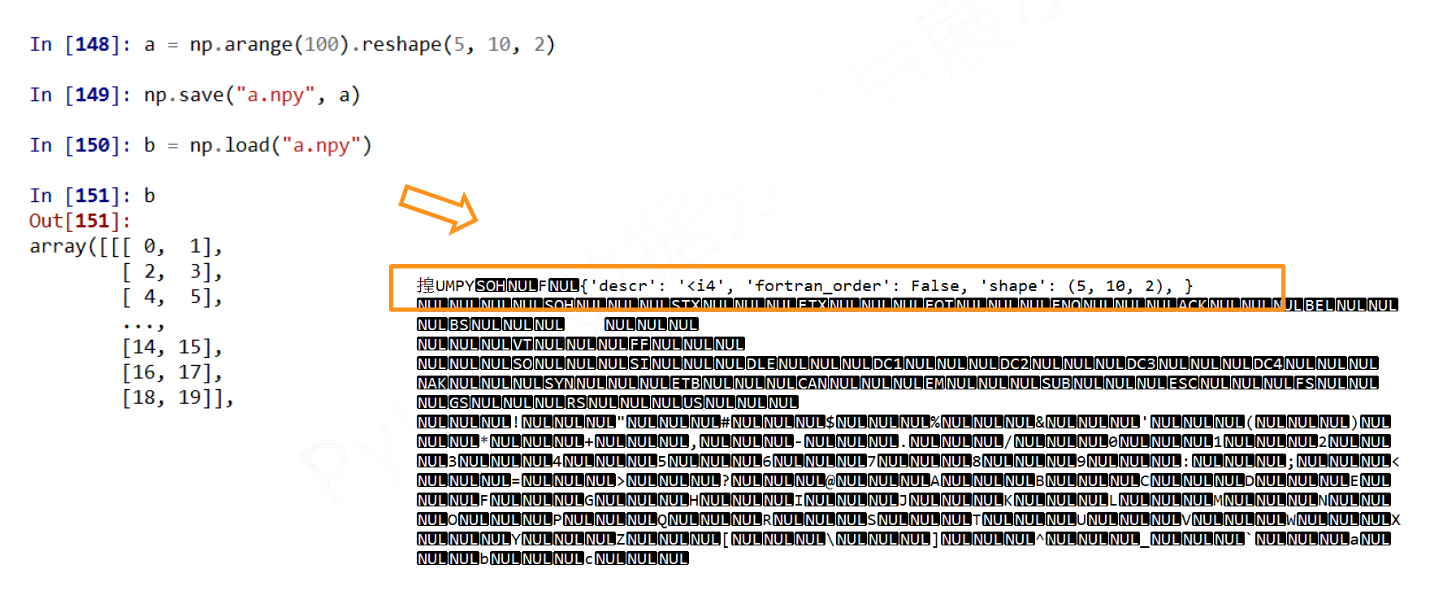 In [148]: a = np.arange(100).reshape(5, 10, 2)
In [149]: np.save("a.npy", a)
In [150]: b = np.load("a.npy")
In [151]: b
Out[151]:
array([[[ 0,  1],
[ 2,  3],
[ 4,  5],
...,
[14, 15],
[16, 17],
[18, 19]],
揘UMPYSOHNULFNUL{'descr': '<i4', 'fortran_order': False, 'shape': (5, 10, 2), }
NULNULNULNULSOHNULNULNULSTXNULNULNULETXNULNULNULEOTNULNULNULENQNULNULNULACKNULNULNULBELNULNUL
NULBSNULNULNUL NULNULNUL
NULNULNULVTNULNULNULFFNULNULNUL
NULNULNULSONULNULNULSINULNULNULDLENULNULNULDC1NULNULNULDC2NULNULNULDC3NULNULNULDC4NULNULNUL
NAKNULNULNULSYNNULNULNULETBNULNULNULCANNULNULNULEMNULNULNULSUBNULNULNULESCNULNULNULFSNULNUL
NULGSNULNULNULRSNULNULNULUSNULNULNUL
NULNULNUL!NULNULNUL"NULNULNUL#NULNULNUL$NULNULNUL%NULNULNUL&NULNULNUL'NULNULNUL(NULNULNUL)NUL
NULNUL*NULNULNUL+NULNULNUL,NULNULNUL-NULNULNUL.NULNULNUL/NULNULNUL0NULNULNUL1NULNULNUL2NULNUL
NUL3NULNULNUL4NULNULNUL5NULNULNUL6NULNULNUL7NULNULNUL8NULNULNUL9NULNULNUL:NULNULNUL;NULNULNUL<
NULNULNUL=NULNULNUL>NULNULNUL?NULNULNUL@NULNULNULANULNULNULBNULNULNULCNULNULNULDNULNULNULENUL
NULNULFNULNULNULGNULNULNULHNULNULNULINULNULNULJNULNULNULKNULNULNULLNULNULNULMNULNULNULNNULNUL
NULONULNULNULPNULNULNULQNULNULNULRNULNULNULSNULNULNULTNULNULNULUNULNULNULVNULNULNULWNULNULNULX
NULNULNULYNULNULNULZNULNULNUL[NULNULNUL\NULNULNUL]NULNULNUL^NULNULNUL_NULNULNUL`NULNULNULaNUL
NULNULbNULNULNULcNULNULNUL